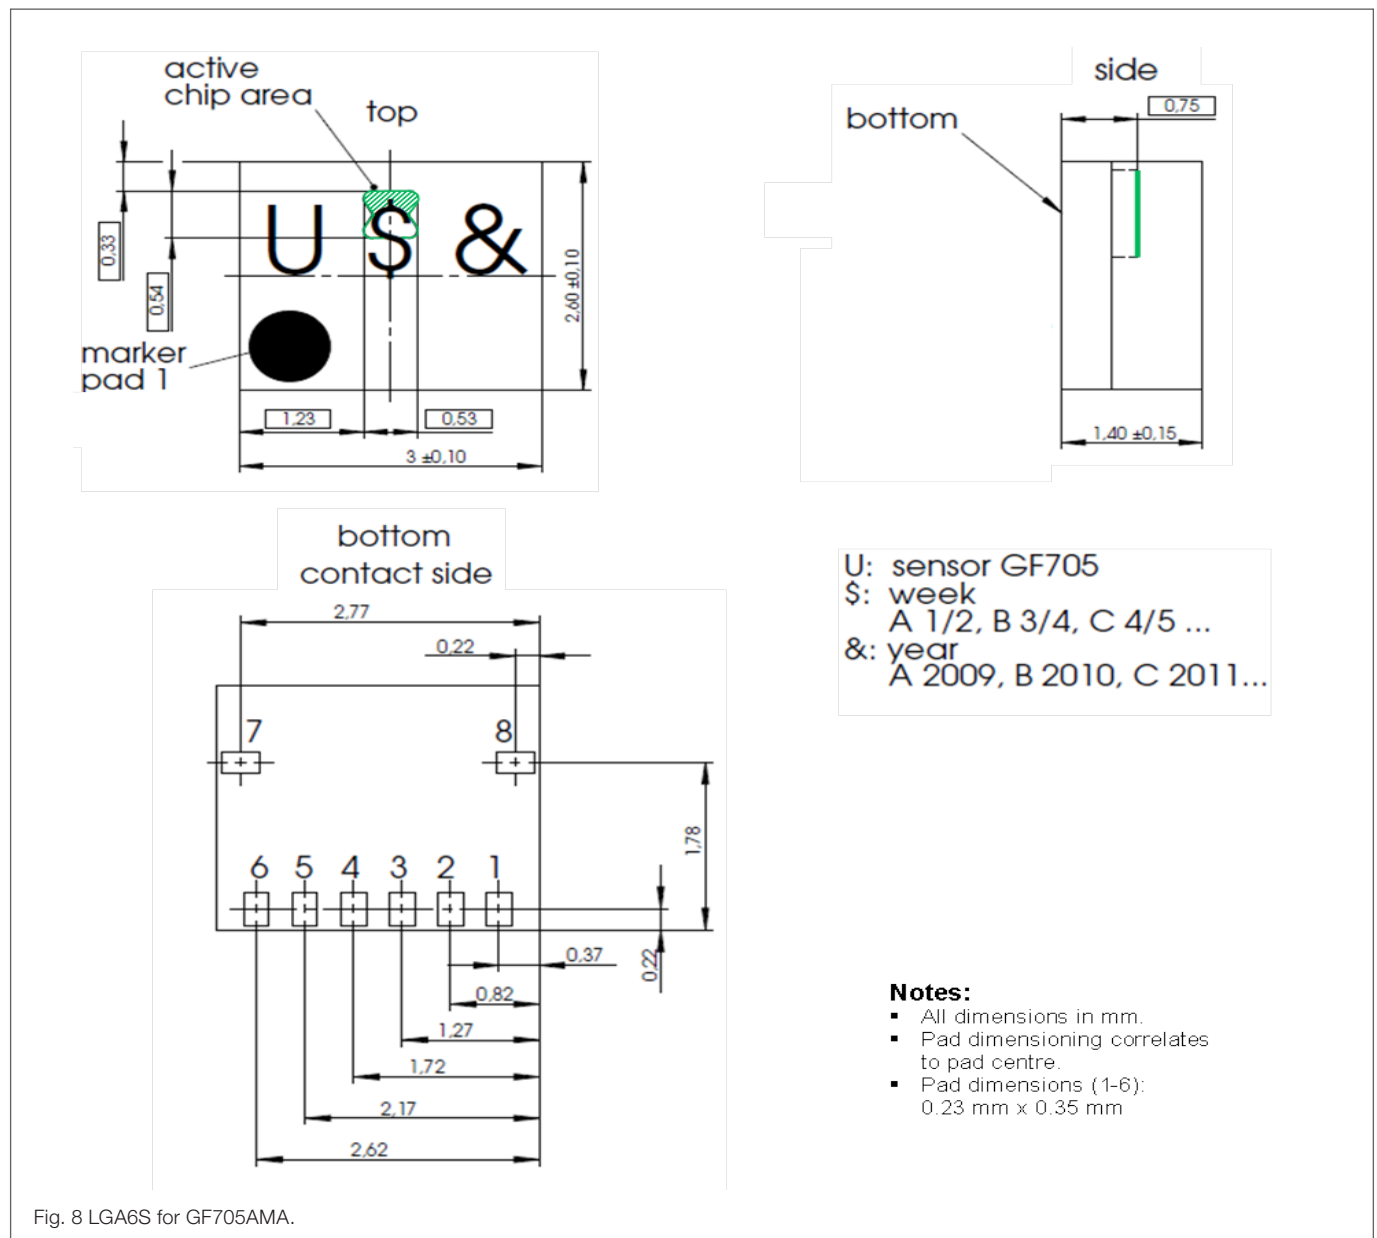 active
chip area
top
U $ &
0,33
0,54
2,60 ±0,10
marker
pad 1
1,23
0,53
3 ±0,10
side
bottom
0,75
1,40 ±0,15
bottom
contact side
2,77
0,22
7
8
1,78
6 5 4 3 2 1
0,37
0,22
0,82
1,27
1,72
2,17
2,62
U: sensor GF705
$: week
A 1/2, B 3/4, C 4/5 ...
&: year
A 2009, B 2010, C 2011...
Notes:
▪ All dimensions in mm.
▪ Pad dimensioning correlates
to pad centre.
▪ Pad dimensions (1-6):
0.23 mm x 0.35 mm
Fig. 8 LGA6S for GF705AMA.